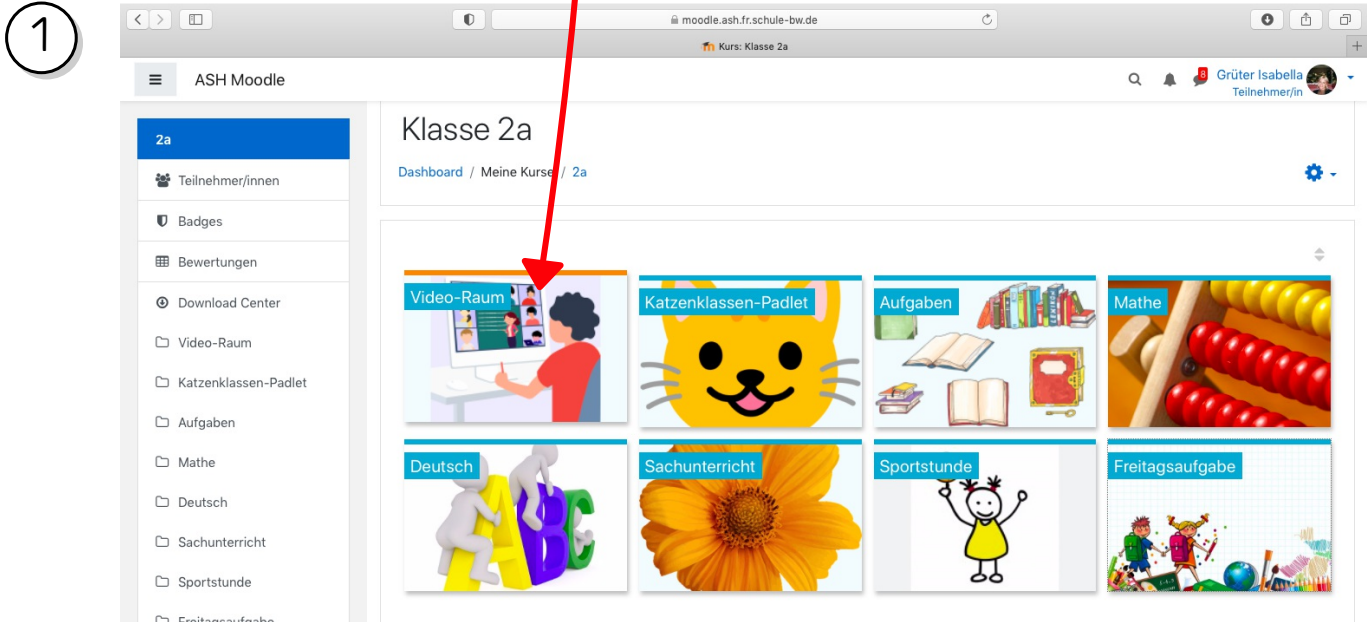 1
moodle.ash.fr.schule-bw.de
Kurs: Klasse 2a
ASH Moodle
8
Grüter Isabella
Teilnehmer/in
2a
Teilnehmer/innen
Badges
Bewertungen
Download Center
Video-Raum
Katzenklassen-Padlet
Aufgaben
Mathe
Deutsch
Sachunterricht
Sportstunde
Freitagsaufgabe
Klasse 2a
Dashboard / Meine Kurse / 2a
Video-Raum
Katzenklassen-Padlet
Aufgaben
Mathe
Deutsch
ABC
Sachunterricht
Sportstunde
Freitagsaufgabe